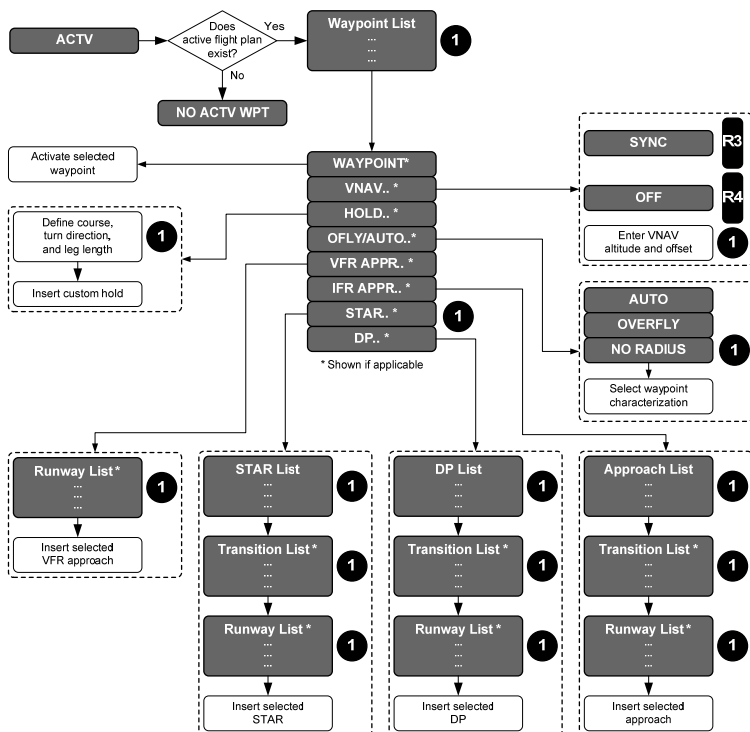 ACTV
Does
active flight plan
exist?
Yes
No
NO ACTV WPT
Waypoint List
...
...
...
1
Activate selected
waypoint
WAYPOINT*
VNAV.. *
HOLD.. *
OFLY/AUTO.. *
VFR APPR.. *
IFR APPR.. *
STAR.. *
DP.. *
1
* Shown if applicable
Define course,
turn direction,
and leg length
1
Insert custom hold
SYNC
R3
OFF
R4
Enter VNAV
altitude and offset
1
AUTO
OVERFLY
NO RADIUS
1
Select waypoint
characterization
Runway List *
...
...
...
1
Insert selected
VFR approach
STAR List
...
...
...
1
Transition List *
...
...
...
1
Runway List *
...
...
...
1
Insert selected
STAR
DP List
...
...
...
1
Transition List *
...
...
...
1
Runway List *
...
...
...
1
Insert selected
DP
Approach List
...
...
...
1
Transition List *
...
...
...
1
Runway List *
...
...
...
1
Insert selected
approach